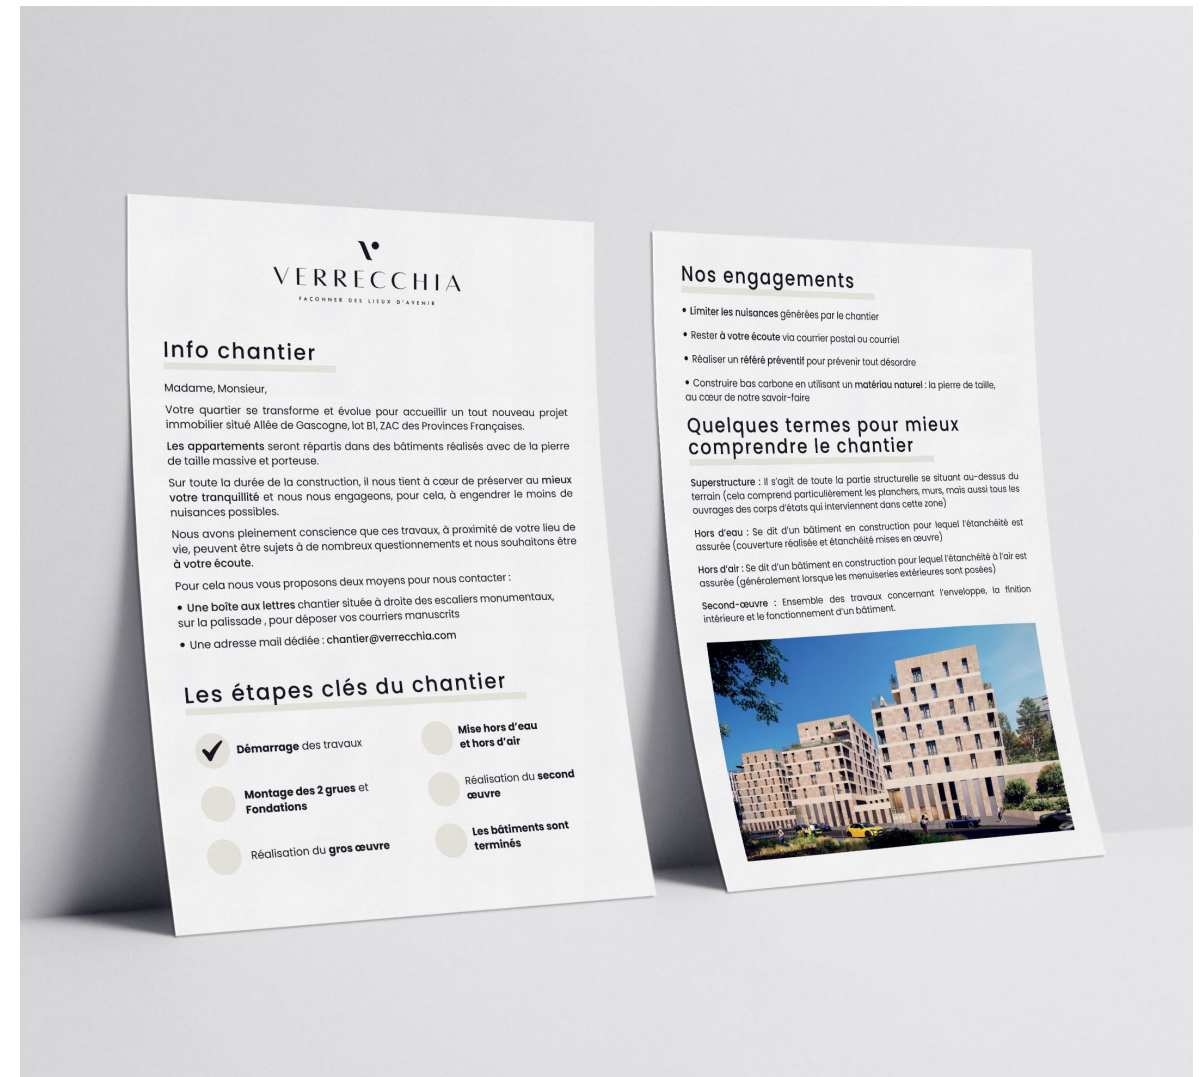 VERRECCHIA
FAÇONNER DES LIEUX D'AVENIR
Info chantier
Madame, Monsieur,
Votre quartier se transforme et évolue pour accueillir un tout nouveau projet
immobilier situé Allée de Gascogne, lot B1, ZAC des Provinces Françaises.
Les appartements seront répartis dans des bâtiments réalisés avec de la pierre
de taille massive et porteuse.
Sur toute la durée de la construction, il nous tient à cœur de préserver au mieux
votre tranquillité et nous nous engageons, pour cela, à engendrer le moins de
nuisances possibles.
Nous avons pleinement conscience que ces travaux, à proximité de votre lieu de
vie, peuvent être sujets à de nombreux questionnements et nous souhaitons être
à votre écoute.
Pour cela nous vous proposons deux moyens pour nous contacter :
• Une boîte aux lettres chantier située à droite des escaliers monumentaux,
sur la palissade , pour déposer vos courriers manuscrits
• Une adresse mail dédiée : chantier@verrecchia.com
Les étapes clés du chantier
Démarrage des travaux
Montage des 2 grues et
Fondations
Réalisation du gros œuvre
Mise hors d'eau
et hors d'air
Réalisation du second
œuvre
Les bâtiments sont
terminés
Nos engagements
• Limiter les nuisances générées par le chantier
• Rester à votre écoute via courrier postal ou courriel
• Réaliser un référé préventif pour prévenir tout désordre
• Construire bas carbone en utilisant un matériau naturel : la pierre de taille,
au cœur de notre savoir-faire
Quelques termes pour mieux
comprendre le chantier
Superstructure : Il s'agit de toute la partie structurelle se situant au-dessus du
terrain (cela comprend particulièrement les planchers, murs, mais aussi tous les
ouvrages des corps d'états qui interviennent dans cette zone)
Hors d'eau : Se dit d'un bâtiment en construction pour lequel l'étanchéité est
assurée (couverture réalisée et étanchéité mises en œuvre)
Hors d'air : Se dit d'un bâtiment en construction pour lequel l'étanchéité à l'air est
assurée (généralement lorsque les menuiseries extérieures sont posées)
Second-œuvre : Ensemble des travaux concernant l'enveloppe, la finition
intérieure et le fonctionnement d'un bâtiment.